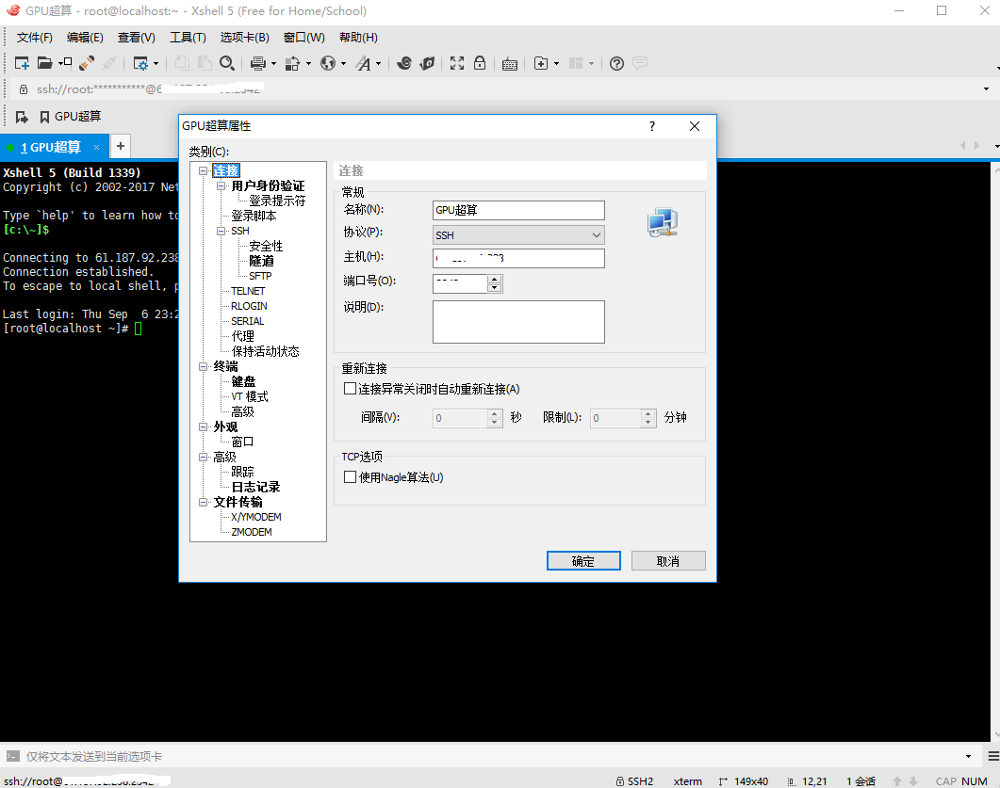 GPU超算 - root@localhost:~ - Xshell 5 (Free for Home/School)
文件(F) 编辑(E) 查看(V) 工具(T) 选项卡(B) 窗口(W) 帮助(H)
ssh://root:***********@6
GPU超算
1 GPU超算 × +
Xshell 5 (Build 1339)
Copyright (c) 2002-2017 Net
Type `help' to learn how to
[c:\~]$
Connecting to 61.187.92.238
Connection established.
To escape to local shell, p
Last login: Thu Sep 6 23:2
[root@localhost ~]#
GPU超算属性
类别(C):
连接
用户身份验证
登录提示符
登录脚本
SSH
安全性
隧道
SFTP
TELNET
RLOGIN
SERIAL
代理
保持活动状态
终端
键盘
VT 模式
高级
外观
窗口
高级
跟踪
日志记录
文件传输
X/YMODEM
ZMODEM
连接
常规
名称(N): GPU超算
协议(P): SSH
主机(H):
端口号(O):
说明(D):
重新连接
连接异常关闭时自动重新连接(A)
间隔(V): 0 秒 限制(L): 0 分钟
TCP选项
使用Nagle算法(U)
确定 取消
仅将文本发送到当前选项卡
ssh://root@ SSH2 xterm 149x40 12,21 1 会话 CAP NUM